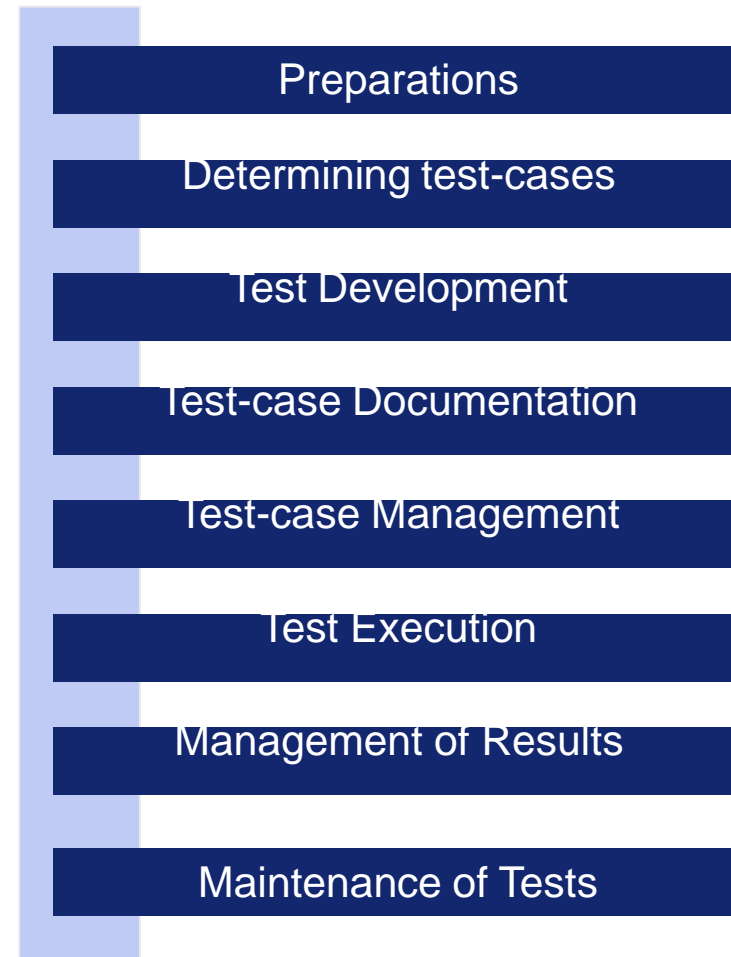 Preparations
Determining test-cases
Test Development
Test-case Documentation
Test-case Management
Test Execution
Management of Results
Maintenance of Tests